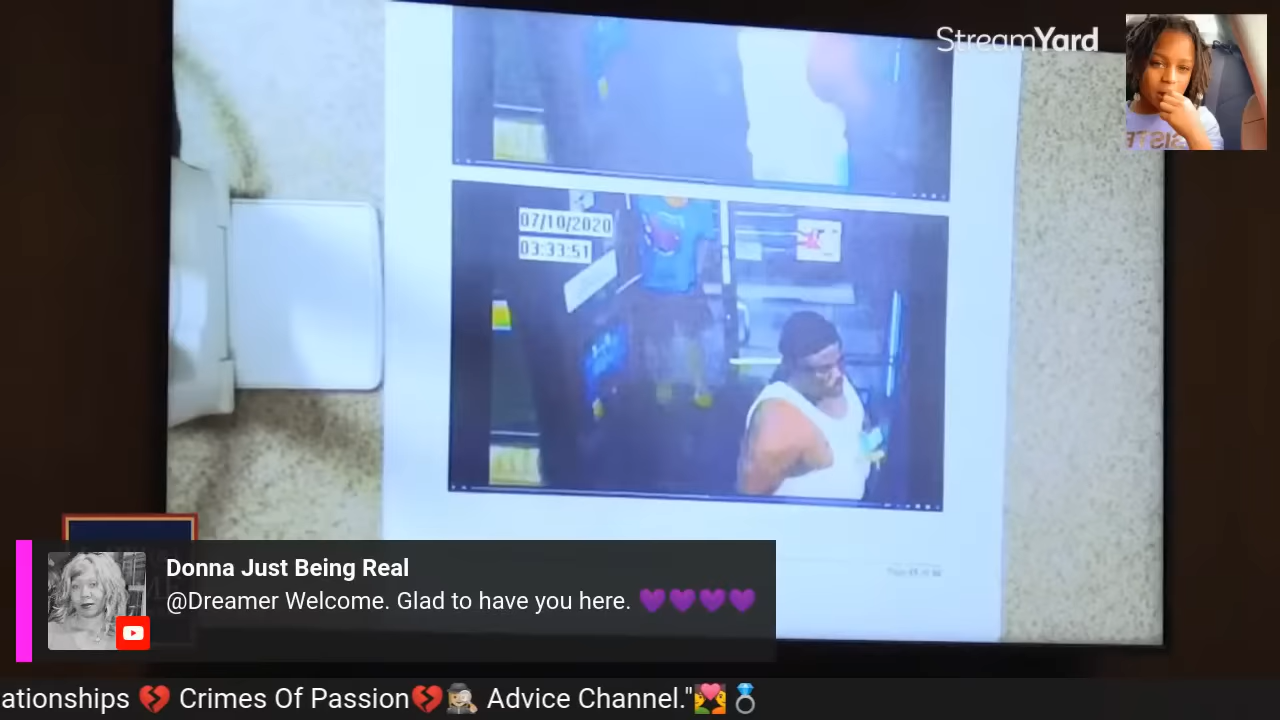 StreamYard
07/10/2020
03:33:51
Donna Just Being Real
@Dreamer Welcome. Glad to have you here. 💜💜💜💜
ationships 💔 Crimes Of Passion💔🕵🏼 Advice Channel."💏💍